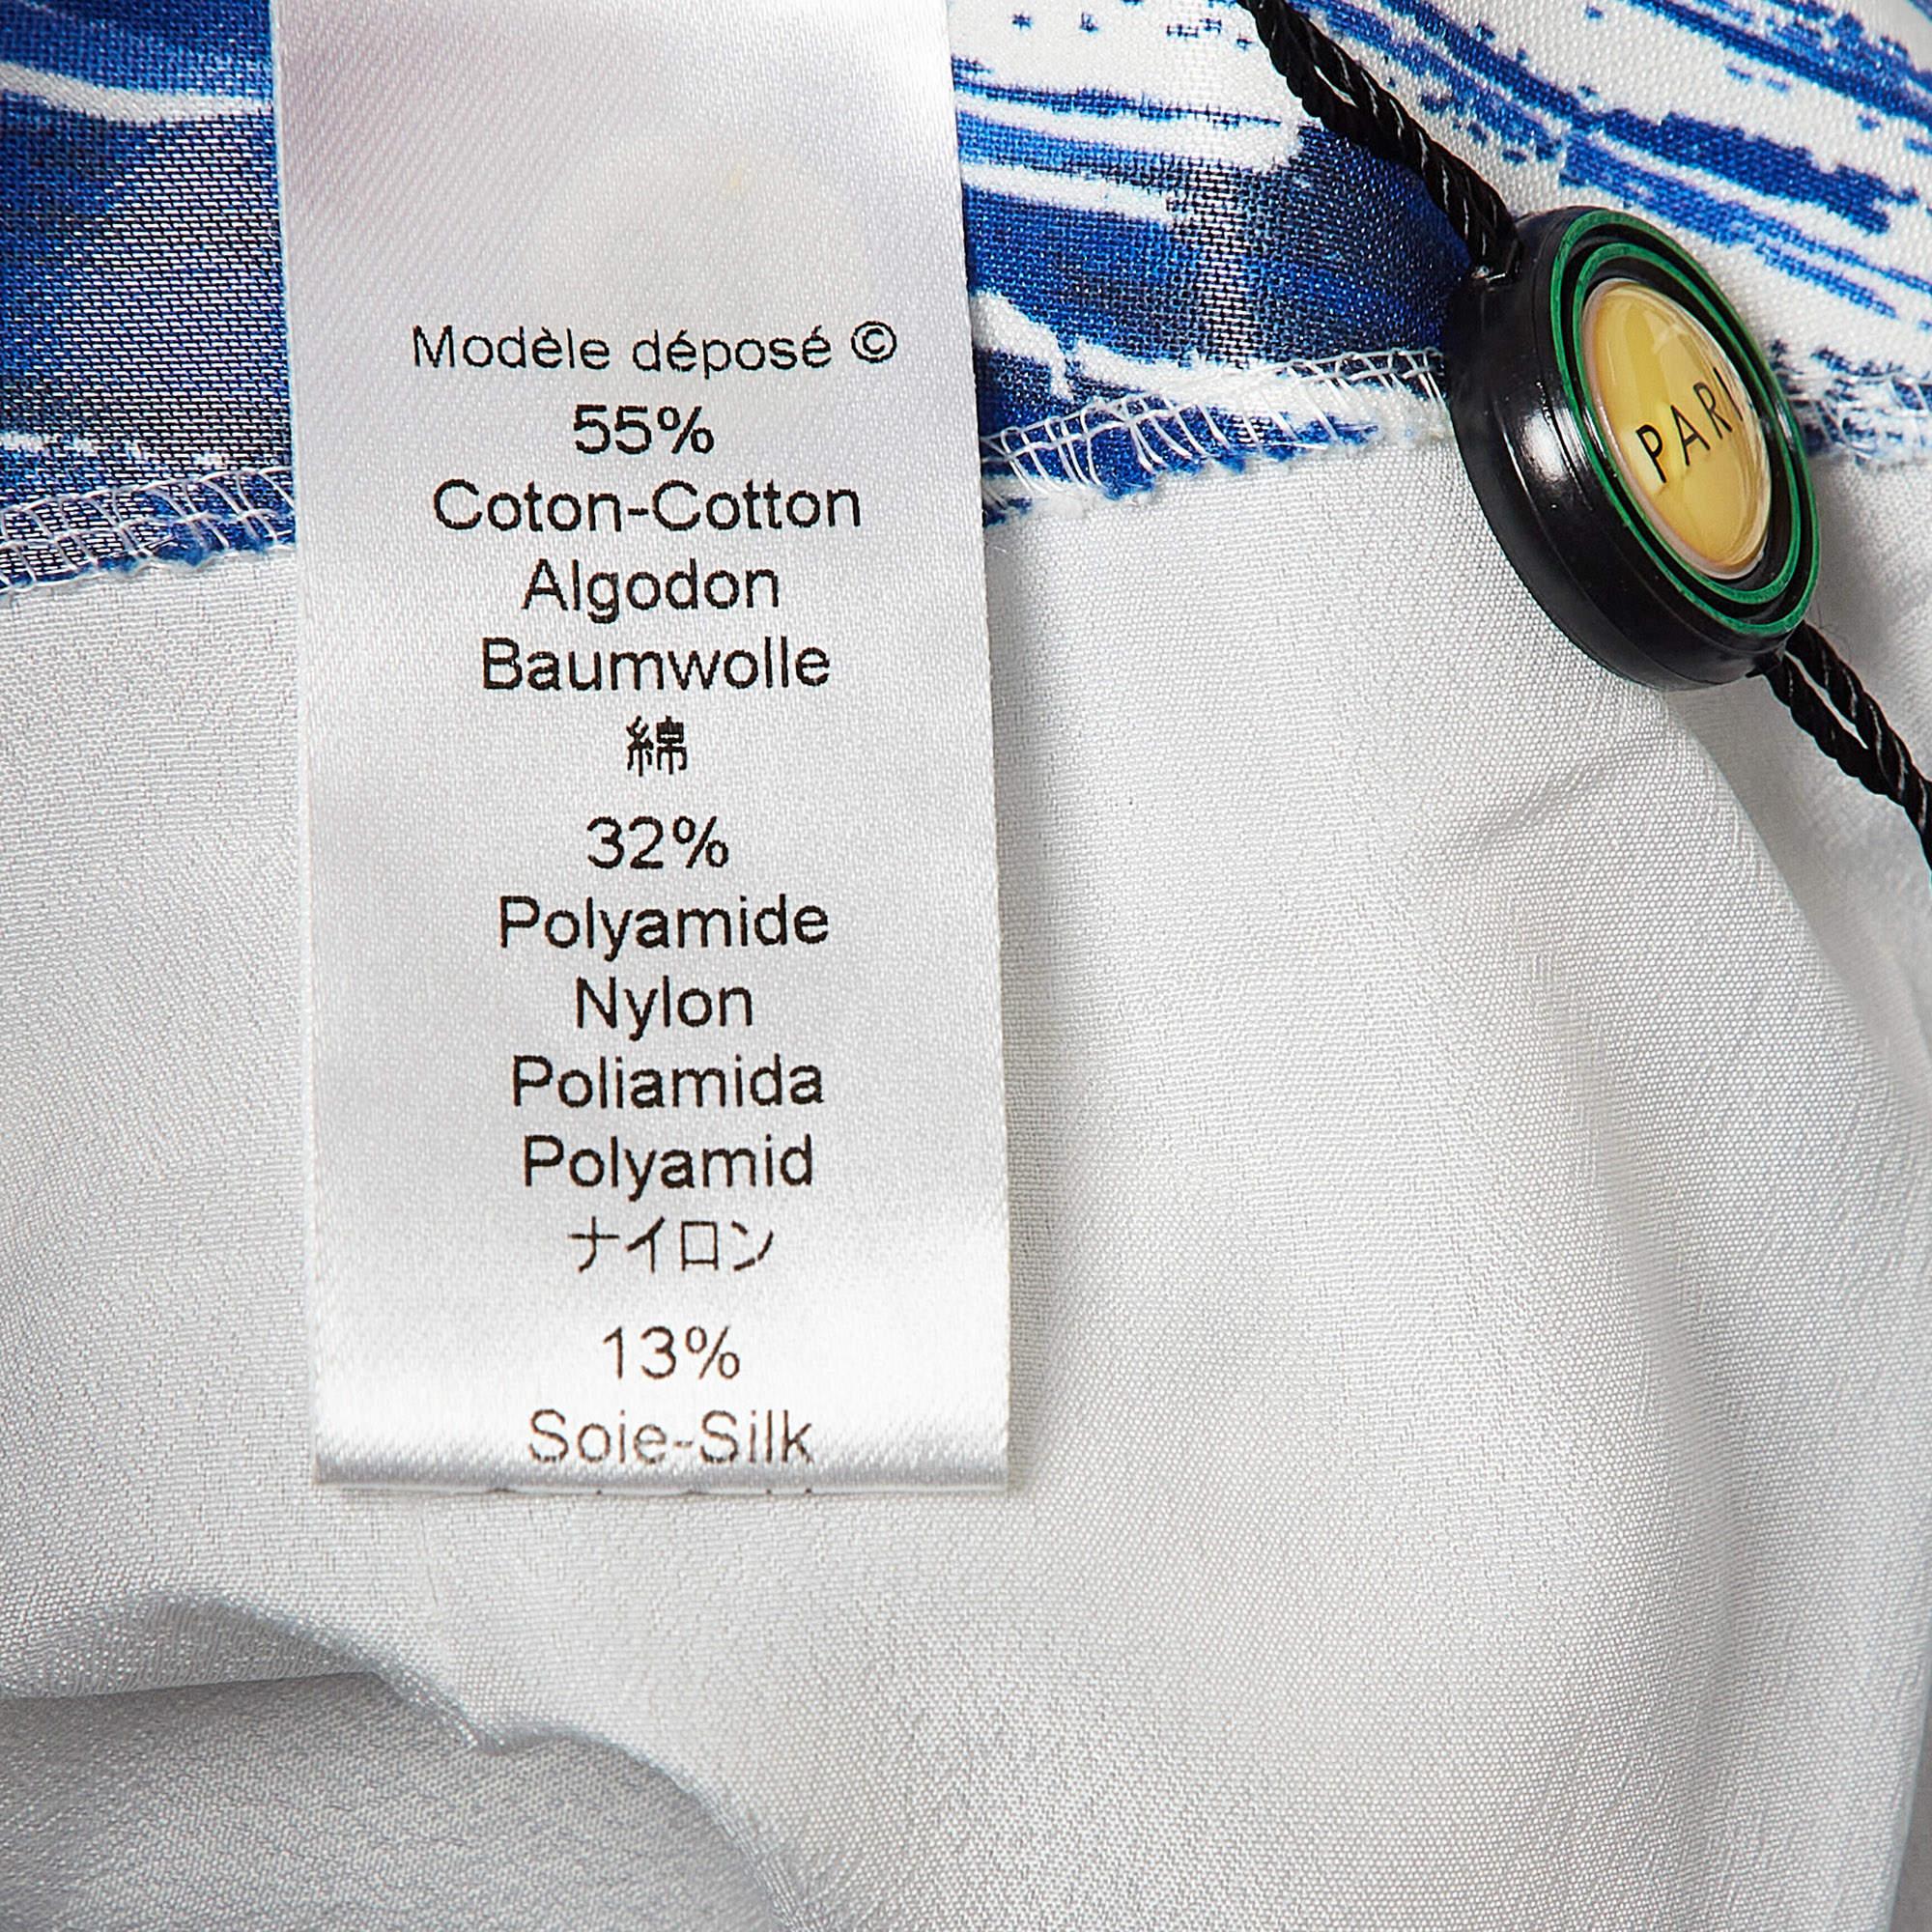 Modèle déposé ©
55%
Coton-Cotton
Algodon
Baumwolle
綿
32%
Polyamide
Nylon
Poliamida
Polyamid
ナイロン
13%
Soie-Silk